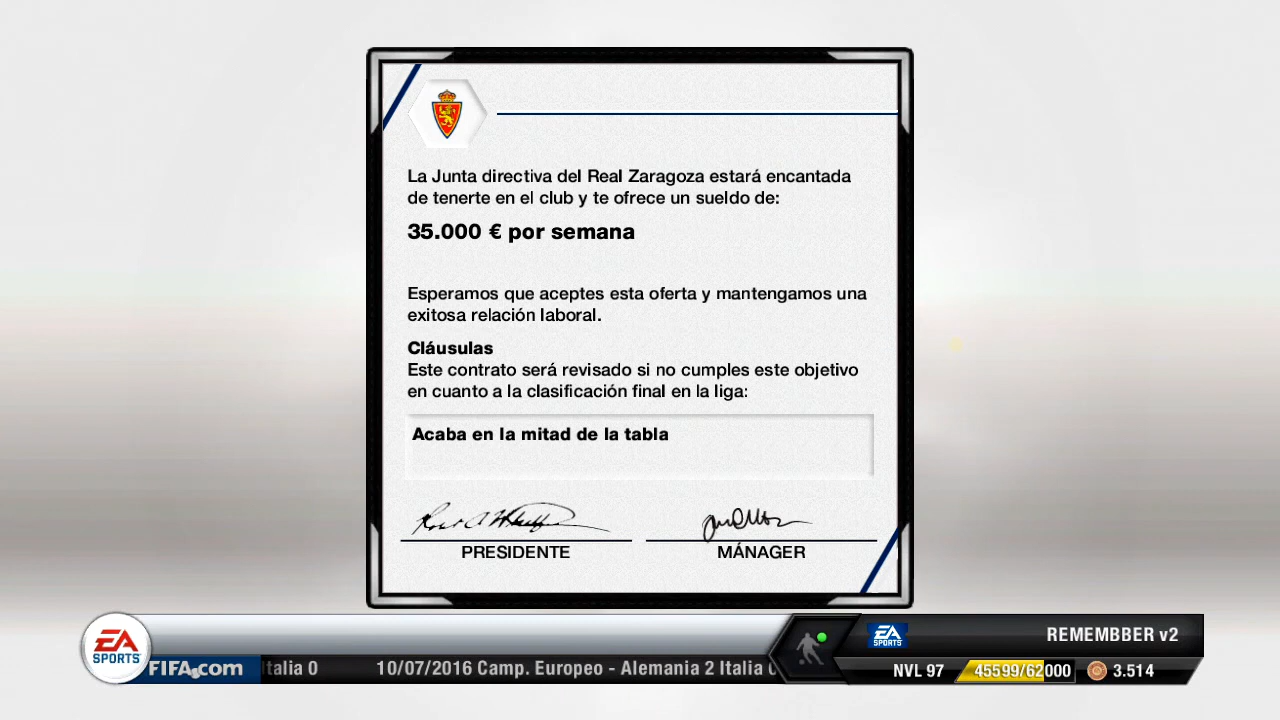 La Junta directiva del Real Zaragoza estará encantada
de tenerte en el club y te ofrece un sueldo de:
35.000 € por semana
Esperamos que aceptes esta oferta y mantengamos una
exitosa relación laboral.
Cláusulas
Este contrato será revisado si no cumples este objetivo
en cuanto a la clasificación final en la liga:
Acaba en la mitad de la tabla
PRESIDENTE
MÁNAGER
EA
SPORTS
FIFA.com
Italia 0
10/07/2016 Camp. Europeo - Alemania 2 Italia 0
EA
SPORTS
REMEMBBER v2
NVL 97
45599/62000
3.514